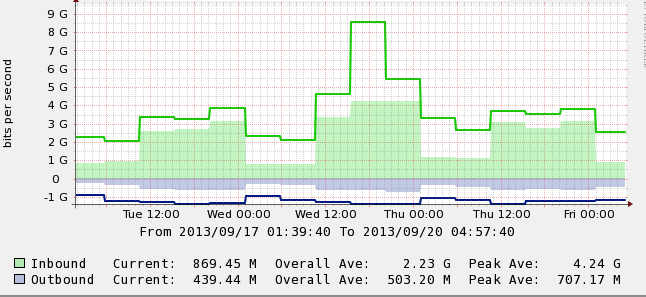 9 G
8 G
7 G
6 G
5 G
4 G
3 G
2 G
1 G
0
-1 G
bits per second
Tue 12:00 Wed 00:00 Wed 12:00 Thu 00:00 Thu 12:00 Fri 00:00
From 2013/09/17 01:39:40 To 2013/09/20 04:57:40
Inbound Current: 869.45 M Overall Ave: 2.23 G Peak Ave: 4.24 G
Outbound Current: 439.44 M Overall Ave: 503.20 M Peak Ave: 707.17 M